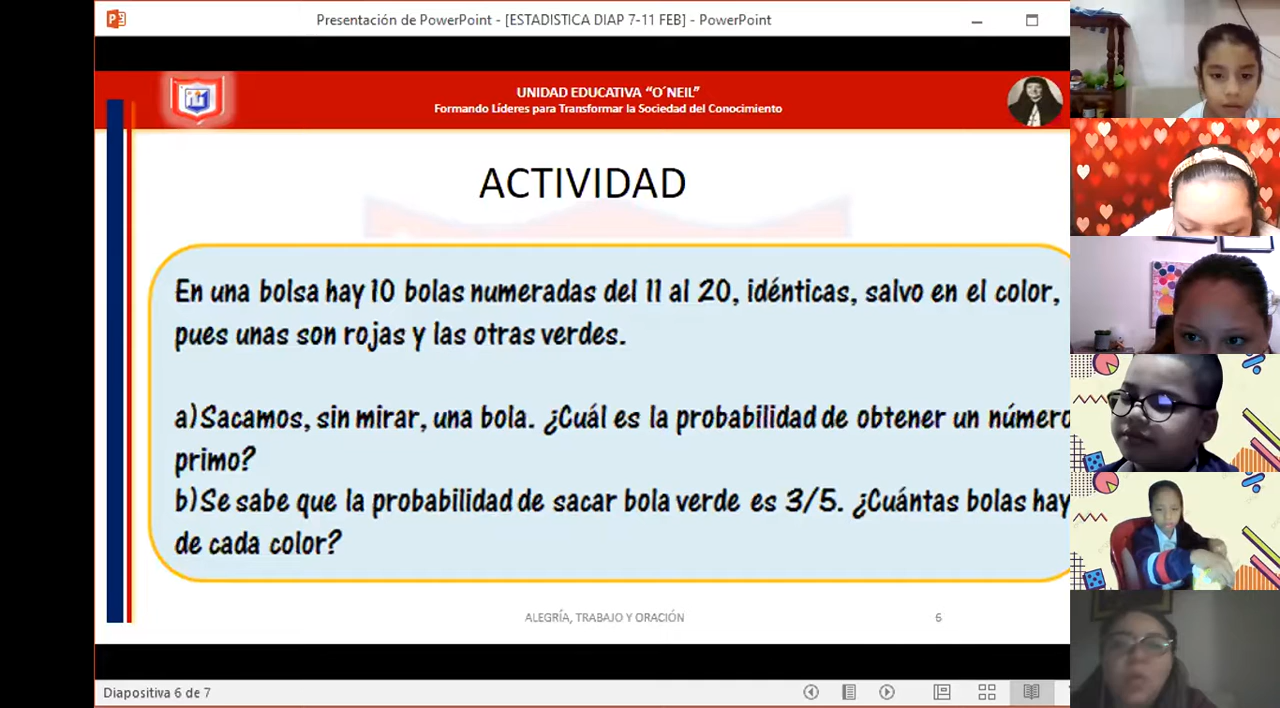 Presentación de PowerPoint - [ESTADISTICA DIAP 7-11 FEB] - PowerPoint
UNIDAD EDUCATIVA “O´NEIL”
Formando Líderes para Transformar la Sociedad del Conocimiento
ACTIVIDAD
En una bolsa hay 10 bolas numeradas del 11 al 20, idénticas, salvo en el color,
pues unas son rojas y las otras verdes.
a)Sacamos, sin mirar, una bola. ¿Cuál es la probabilidad de obtener un número
primo?
b)Se sabe que la probabilidad de sacar bola verde es 3/5. ¿Cuántas bolas hay
de cada color?
ALEGRÍA, TRABAJO Y ORACIÓN
6
Diapositiva 6 de 7